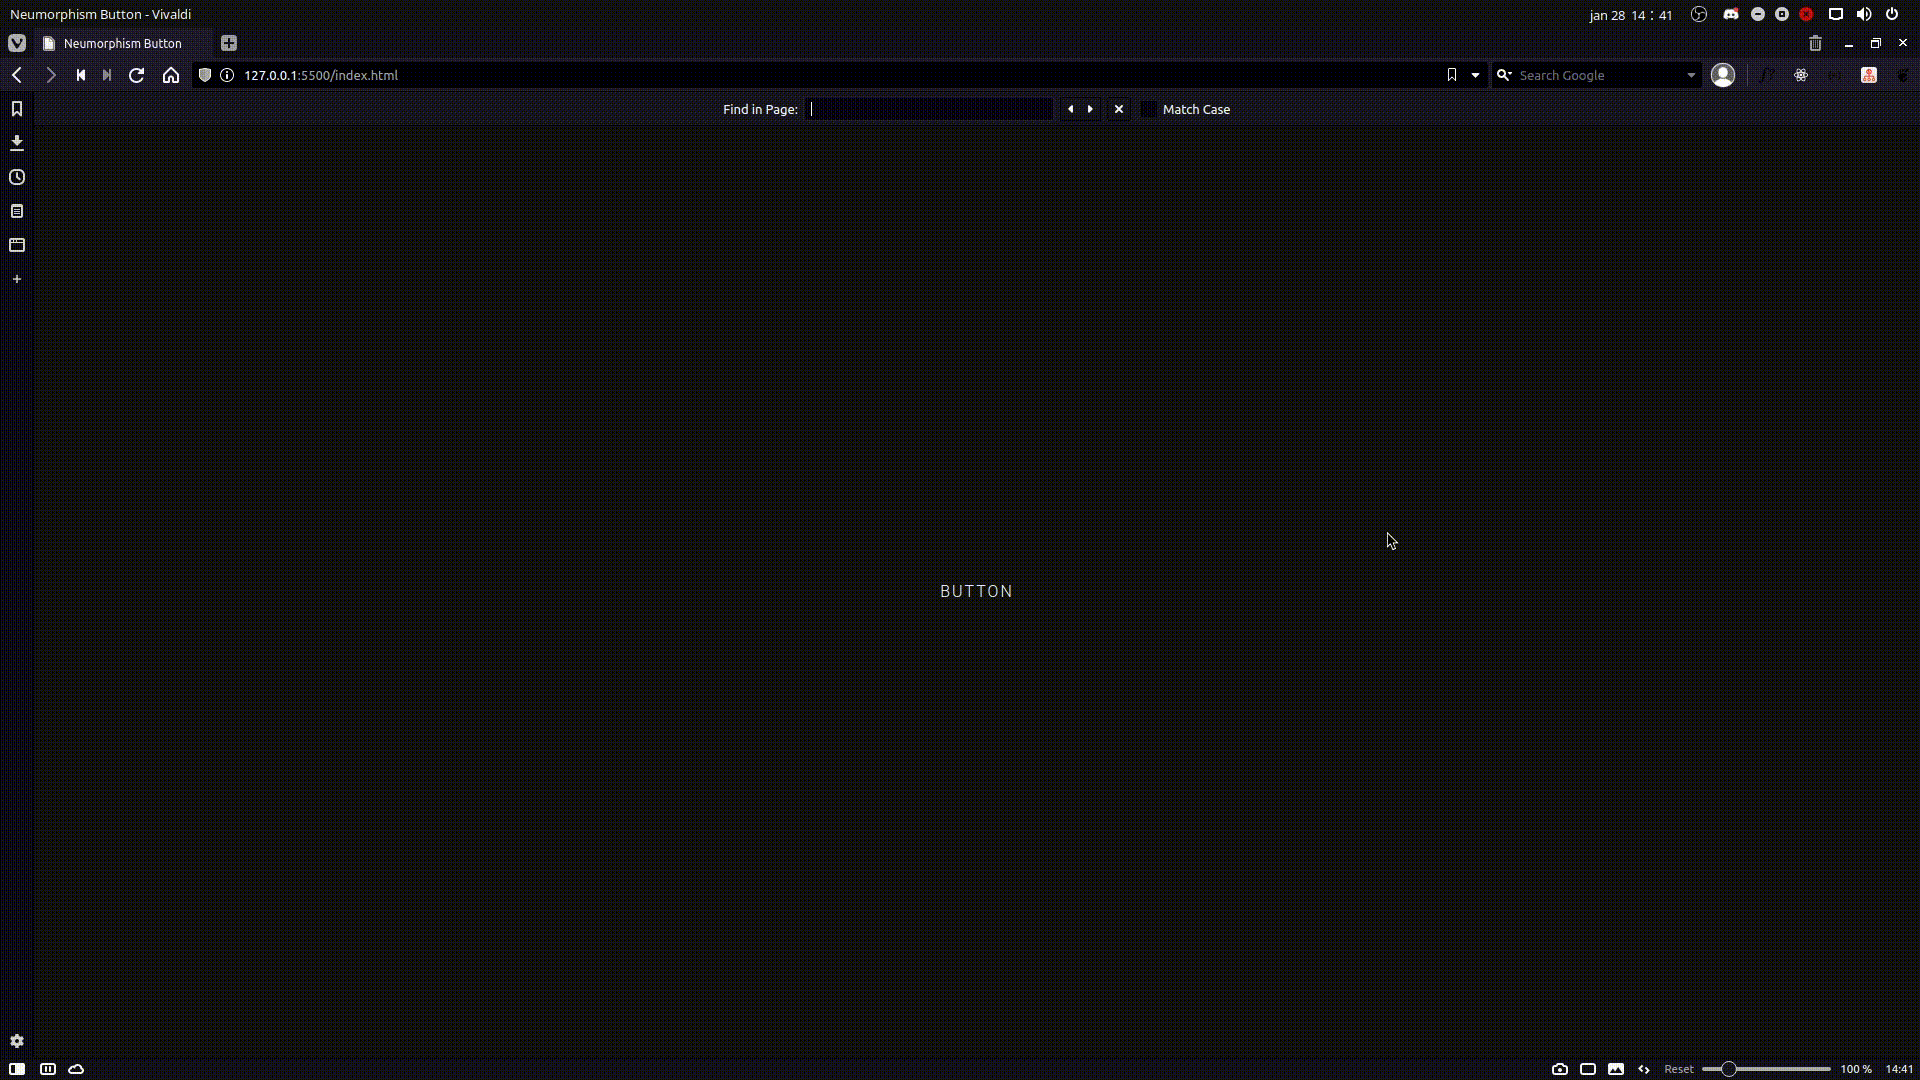 Neumorphism Button - Vivaldi
jan 28 14 : 41
Neumorphism Button
127.0.0.1:5500/index.html
Search Google
Find in Page:
Match Case
BUTTON
Reset
100 %
14:41